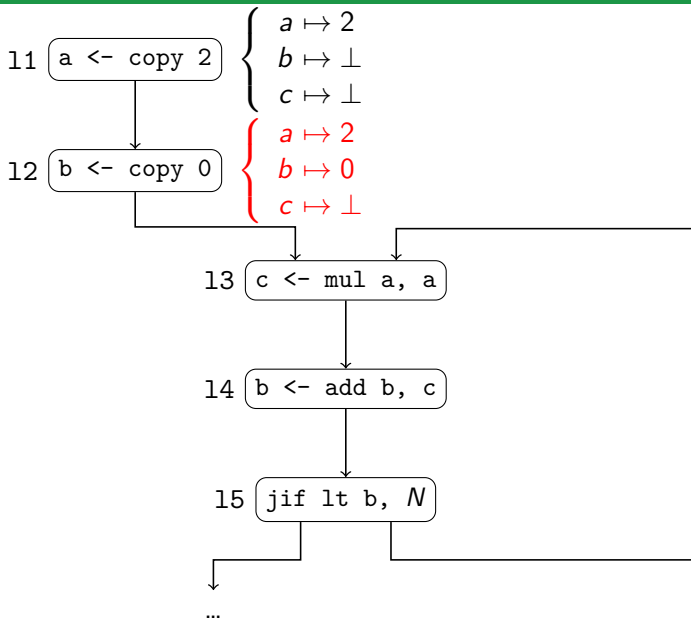 l1 a <- copy 2
a ↦ 2
b ↦ ⊥
c ↦ ⊥
l2 b <- copy 0
a ↦ 2
b ↦ 0
c ↦ ⊥
l3 c <- mul a, a
l4 b <- add b, c
l5 jif lt b, N
...